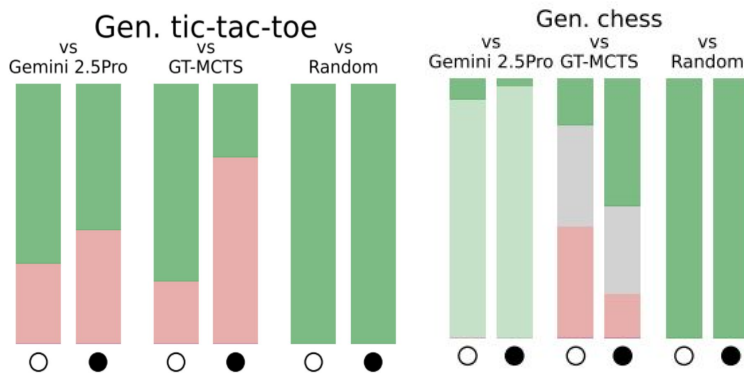 Gen. tic-tac-toe
vs
Gemini 2.5Pro
vs
GT-MCTS
vs
Random
Gen. chess
vs
Gemini 2.5Pro
vs
GT-MCTS
vs
Random